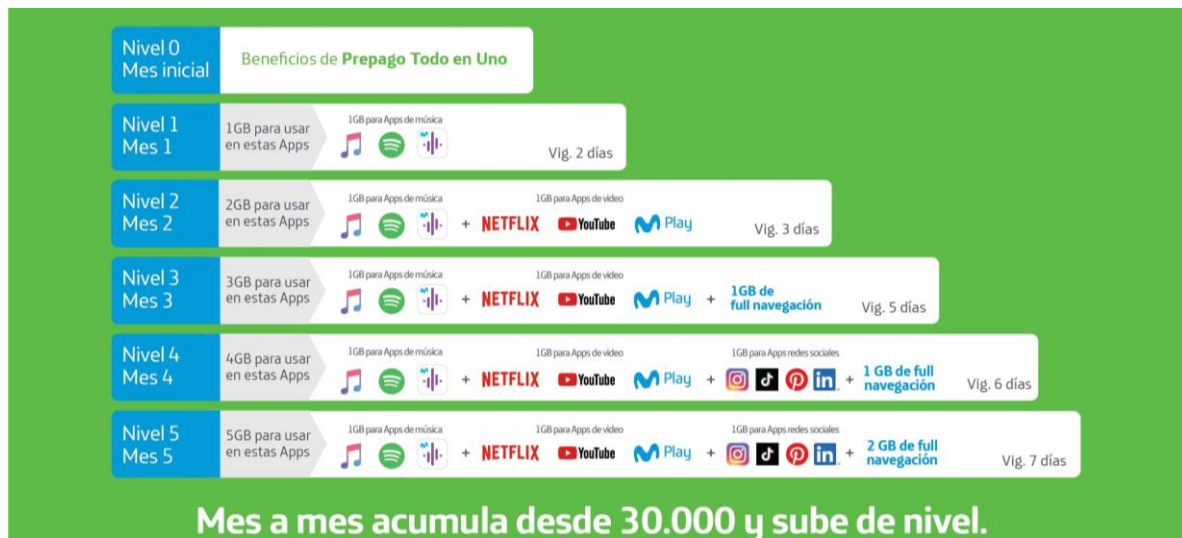 Nivel 0
Mes inicial
Beneficios de Prepago Todo en Uno
Nivel 1
Mes 1
1GB para usar
en estas Apps
1GB para Apps de música
Vig. 2 días
Nivel 2
Mes 2
2GB para usar
en estas Apps
1GB para Apps de música
+
1GB para Apps de video
NETFLIX YouTube Play
Vig. 3 días
Nivel 3
Mes 3
3GB para usar
en estas Apps
1GB para Apps de música
+
1GB para Apps de video
NETFLIX YouTube Play
+
1GB de
full navegación
Vig. 5 días
Nivel 4
Mes 4
4GB para usar
en estas Apps
1GB para Apps de música
+
1GB para Apps de video
NETFLIX YouTube Play
+
1GB para Apps redes sociales
in
+
1 GB de full
navegación
Vig. 6 días
Nivel 5
Mes 5
5GB para usar
en estas Apps
1GB para Apps de música
+
1GB para Apps de video
NETFLIX YouTube Play
+
1GB para Apps redes sociales
in
+
2 GB de full
navegación
Vig. 7 días
Mes a mes acumula desde 30.000 y sube de nivel.